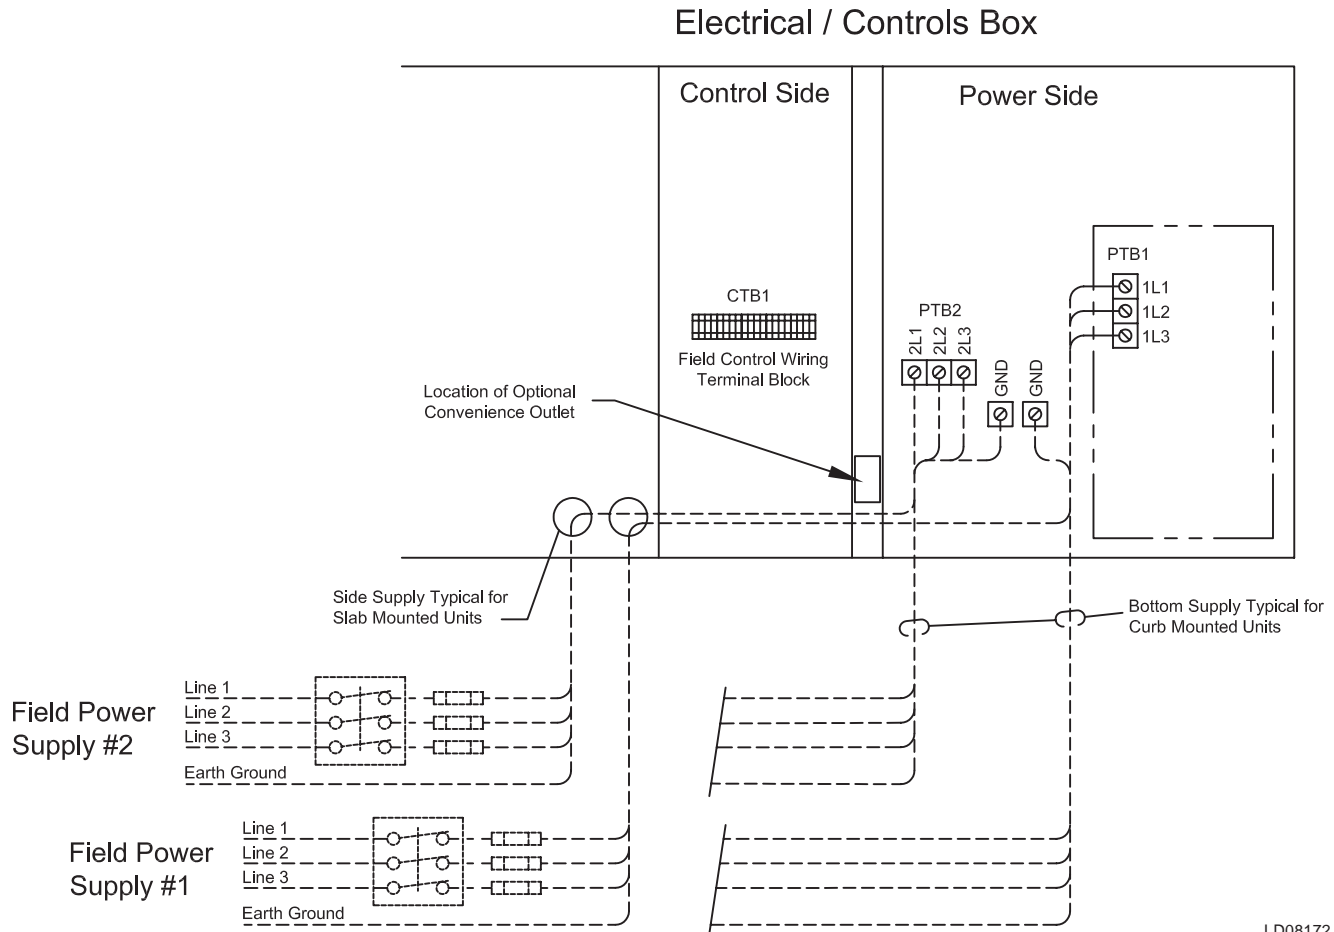 Electrical / Controls Box
Control Side
Power Side
PTB1
1L1
1L2
1L3
CTB1
Field Control Wiring
Terminal Block
PTB2
2L1
2L2
2L3
GND
GND
Location of Optional
Convenience Outlet
Side Supply Typical for
Slab Mounted Units
Bottom Supply Typical for
Curb Mounted Units
Field Power
Supply #2
Line 1
Line 2
Line 3
Earth Ground
Field Power
Supply #1
Line 1
Line 2
Line 3
Earth Ground
LD08172